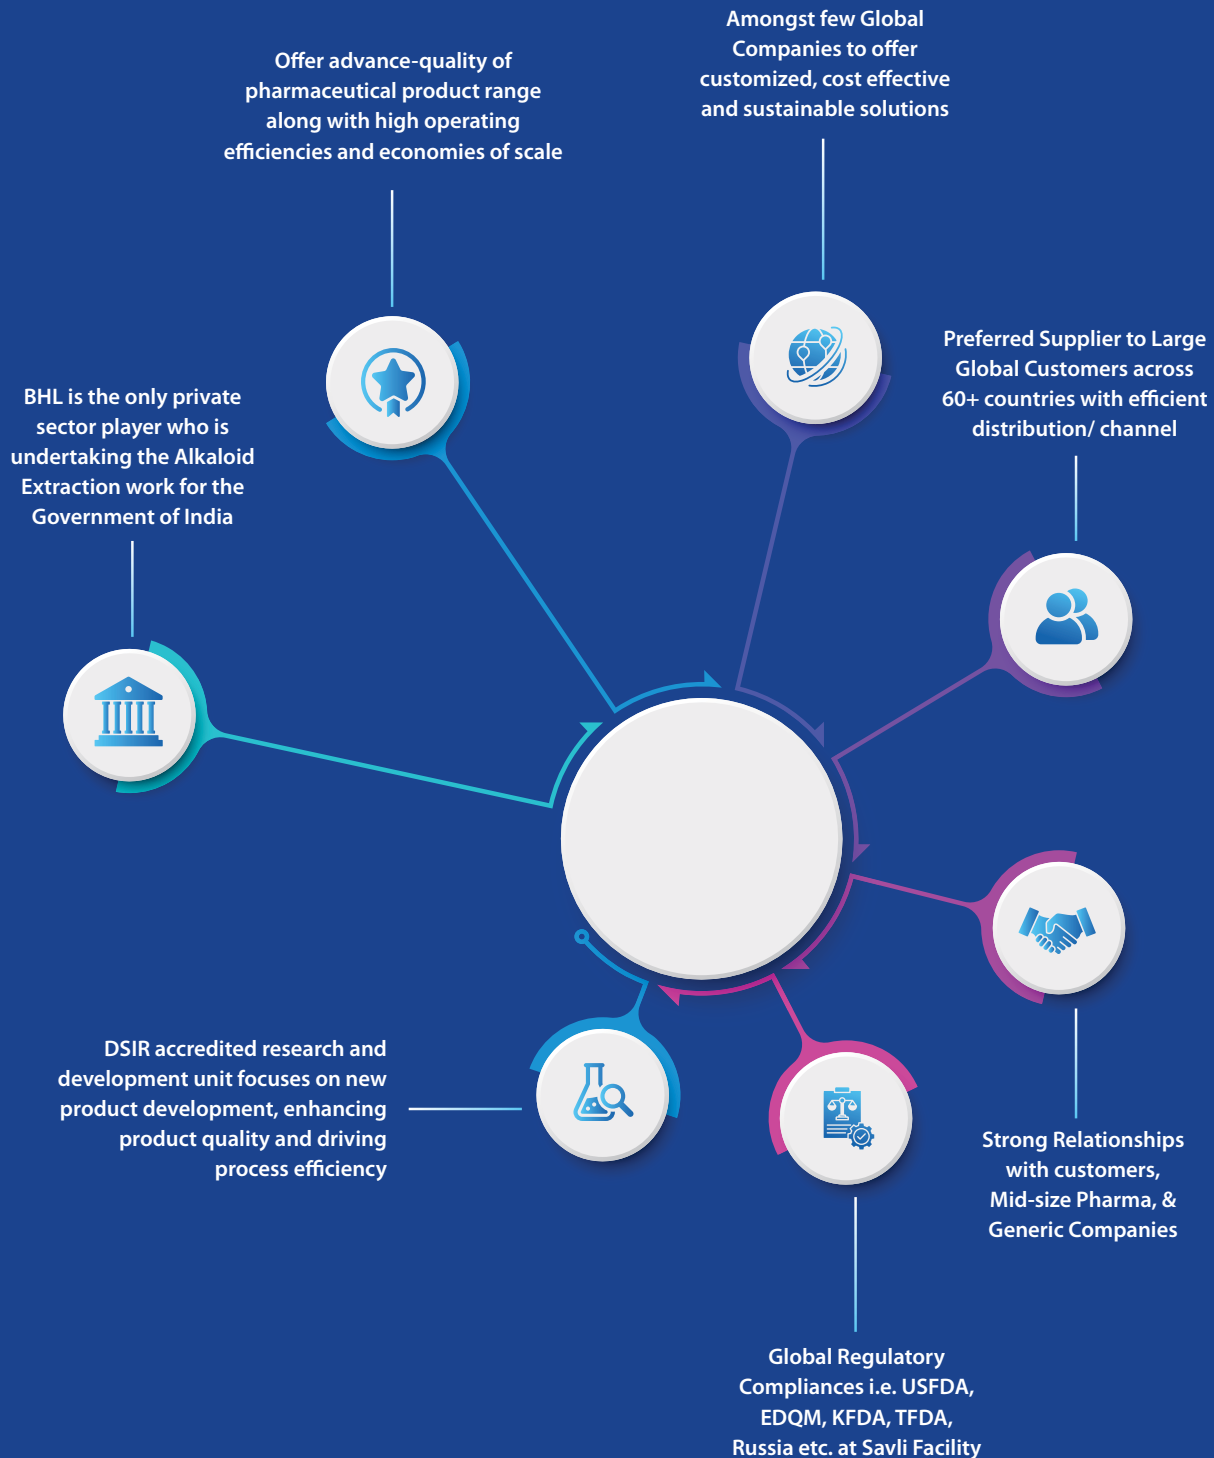 Amongst few Global
Companies to offer
customized, cost effective
and sustainable solutions
Offer advance-quality of
pharmaceutical product range
along with high operating
efficiencies and economies of scale
Preferred Supplier to Large
Global Customers across
60+ countries with efficient
distribution/ channel
BHL is the only private
sector player who is
undertaking the Alkaloid
Extraction work for the
Government of India
DSIR accredited research and
development unit focuses on new
product development, enhancing
product quality and driving
process efficiency
Strong Relationships
with customers,
Mid-size Pharma, &
Generic Companies
Global Regulatory
Compliances i.e. USFDA,
EDQM, KFDA, TFDA,
Russia etc. at Savli Facility